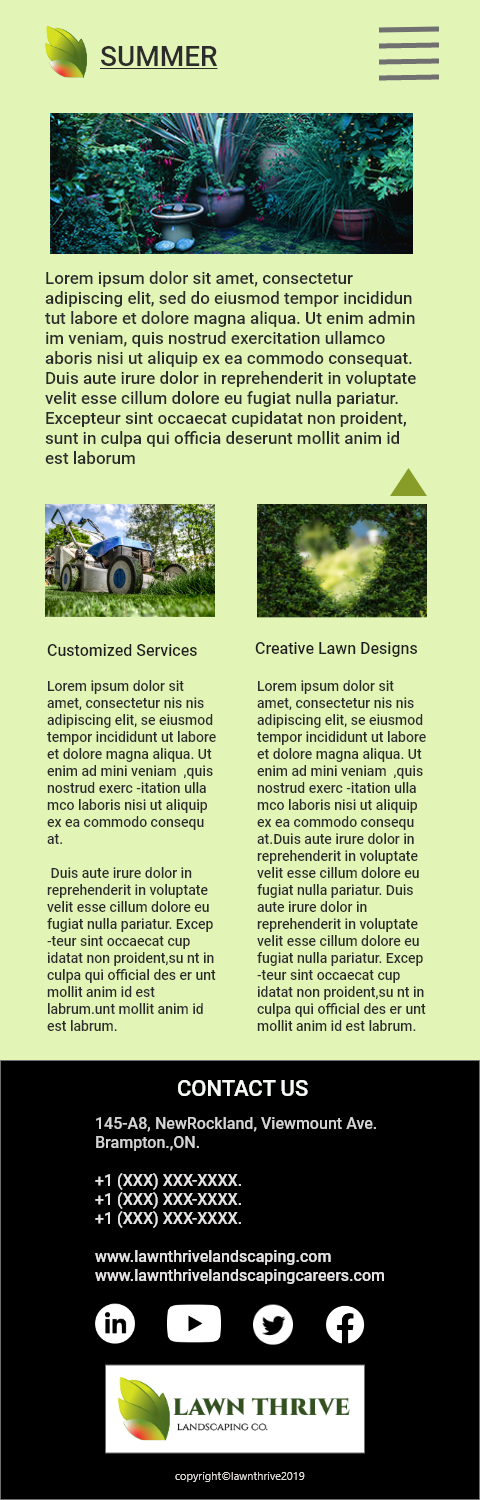 SUMMER
Lorem ipsum dolor sit amet, consectetur
adipiscing elit, sed do eiusmod tempor incididun
tut labore et dolore magna aliqua. Ut enim admin
im veniam, quis nostrud exercitation ullamco
aboris nisi ut aliquip ex ea commodo consequat.
Duis aute irure dolor in reprehenderit in voluptate
velit esse cillum dolore eu fugiat nulla pariatur.
Excepteur sint occaecat cupidatat non proident,
sunt in culpa qui officia deserunt mollit anim id
est laborum
Customized Services
Lorem ipsum dolor sit
amet, consectetur nis nis
adipiscing elit, se eiusmod
tempor incididunt ut labore
et dolore magna aliqua. Ut
enim ad mini veniam  ,quis
nostrud exerc -itation ulla
mco laboris nisi ut aliquip
ex ea commodo consequ
at.
Duis aute irure dolor in
reprehenderit in voluptate
velit esse cillum dolore eu
fugiat nulla pariatur. Excep
-teur sint occaecat cup
idatat non proident,su nt in
culpa qui official des er unt
mollit anim id est
labrum.unt mollit anim id
est labrum.
Creative Lawn Designs
Lorem ipsum dolor sit
amet, consectetur nis nis
adipiscing elit, se eiusmod
tempor incididunt ut labore
et dolore magna aliqua. Ut
enim ad mini veniam  ,quis
nostrud exerc -itation ulla
mco laboris nisi ut aliquip
ex ea commodo consequ
at.Duis aute irure dolor in
reprehenderit in voluptate
velit esse cillum dolore eu
fugiat nulla pariatur. Duis
aute irure dolor in
reprehenderit in voluptate
velit esse cillum dolore eu
fugiat nulla pariatur. Excep
-teur sint occaecat cup
idatat non proident,su nt in
culpa qui official des er unt
mollit anim id est labrum.
CONTACT US
145-A8, NewRockland, Viewmount Ave.
Brampton.,ON.
+1 (XXX) XXX-XXXX.
+1 (XXX) XXX-XXXX.
+1 (XXX) XXX-XXXX.
www.lawnthrivelandscaping.com
www.lawnthrivelandscapingcareers.com
in
LAWN THRIVE
LANDSCAPING CO.
copyright©lawnthrive2019